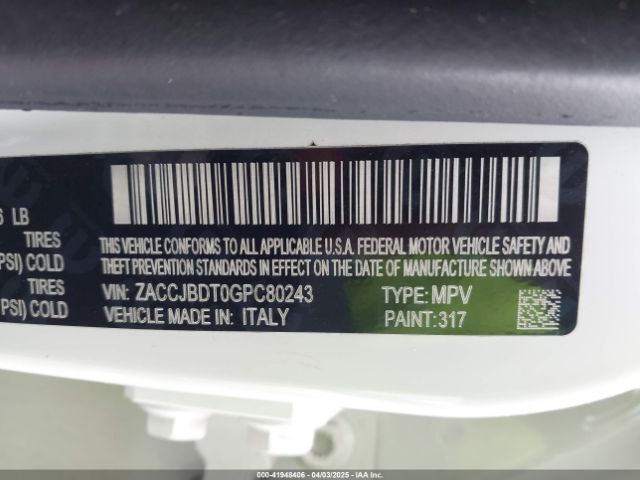 6 LB
TIRES
PSI) COLD
TIRES
PSI) COLD
THIS VEHICLE CONFORMS TO ALL APPLICABLE U.S.A. FEDERAL MOTOR VEHICLE SAFETY AND
THEFT PREVENTION STANDARDS IN EFFECT ON THE DATE OF MANUFACTURE SHOWN ABOVE
VIN: ZACCJBDT0GPC80243 TYPE: MPV
VEHICLE MADE IN: ITALY PAINT: 317
000-41948406 - 04/03/2025 - IAAI.COM